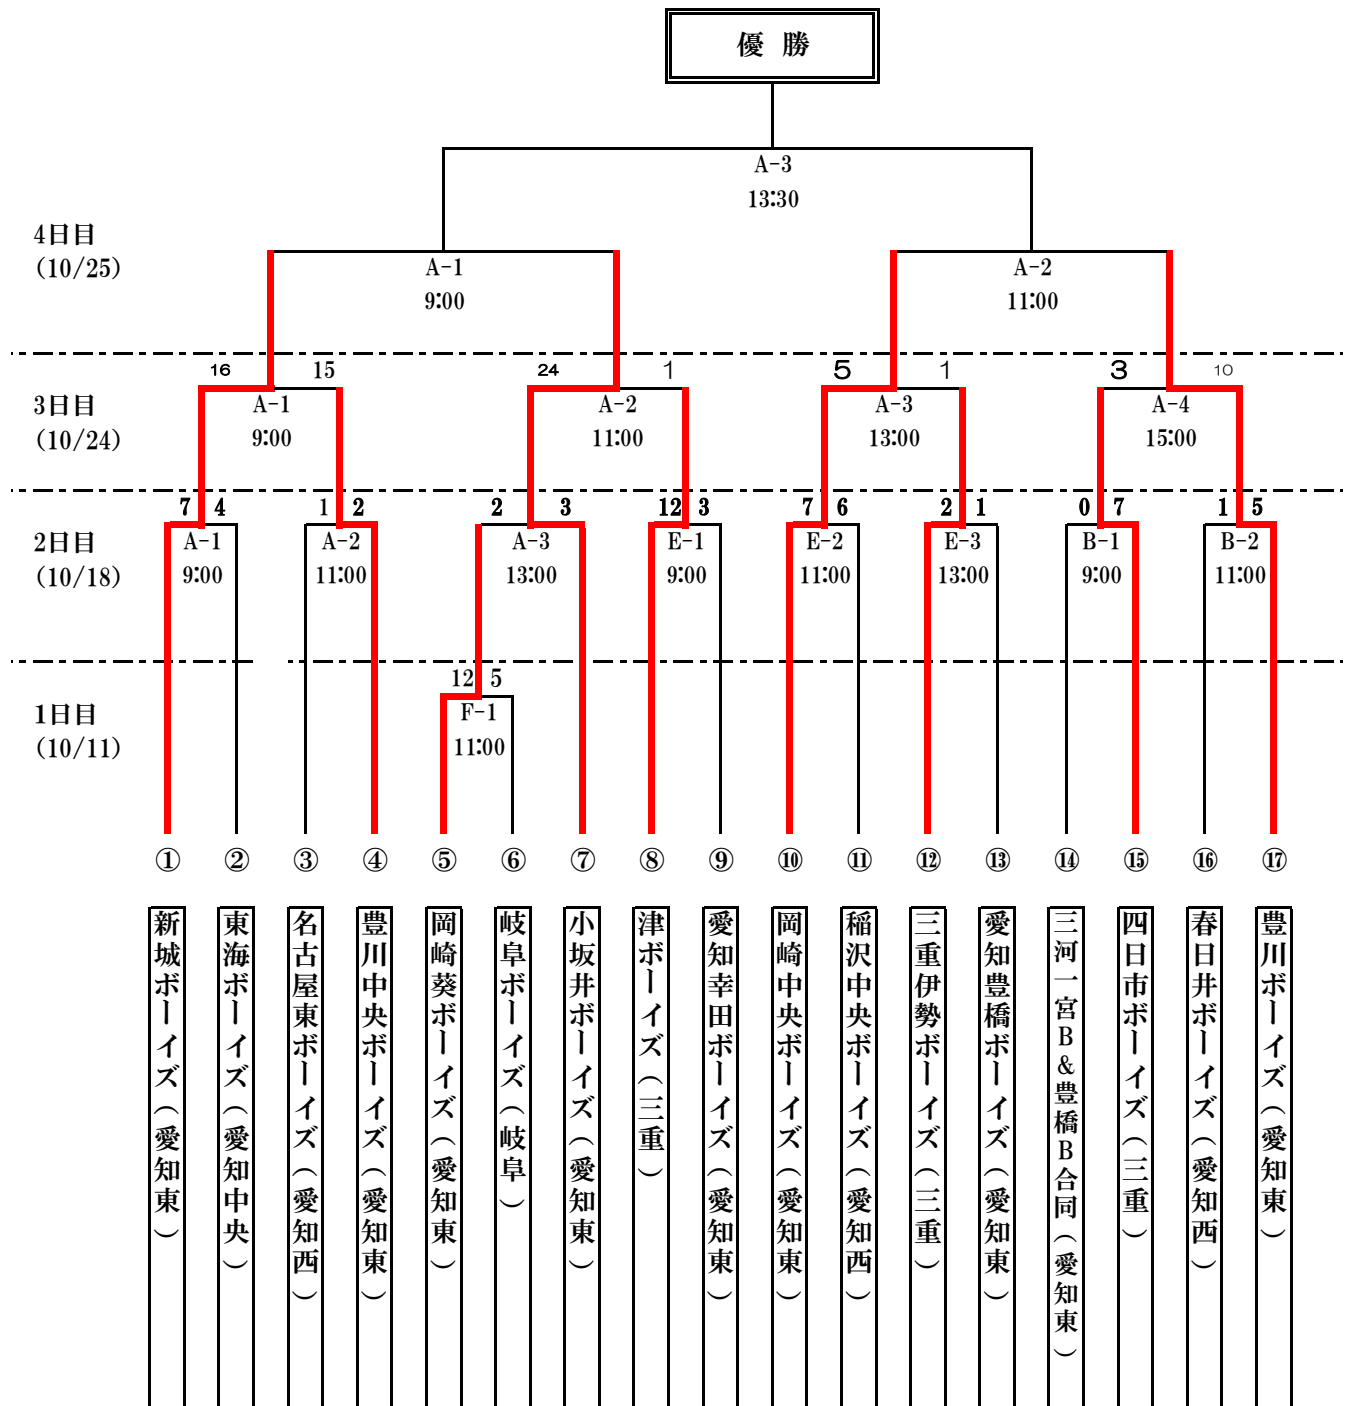 優 勝
A-3
13:30
4日目
(10/25)
A-1
9:00
A-2
11:00
16 15 24 1 5 1 3 10
3日目
(10/24)
A-1
9:00
A-2
11:00
A-3
13:00
A-4
15:00
7 4 1 2 2 3 12 3 7 6 2 1 0 7 1 5
2日目
(10/18)
A-1
9:00
A-2
11:00
A-3
13:00
E-1
9:00
E-2
11:00
E-3
13:00
B-1
9:00
B-2
11:00
12 5
1日目
(10/11)
F-1
11:00
① ② ③ ④ ⑤ ⑥ ⑦ ⑧ ⑨ ⑩ ⑪ ⑫ ⑬ ⑭ ⑮ ⑯ ⑰
新城ボーイズ(愛知東)
東海ボーイズ(愛知中央)
名古屋東ボーイズ(愛知西)
豊川中央ボーイズ(愛知東)
岡崎葵ボーイズ(愛知東)
岐阜ボーイズ(岐阜)
小坂井ボーイズ(愛知東)
津ボーイズ(三重)
愛知幸田ボーイズ(愛知東)
岡崎中央ボーイズ(愛知東)
稲沢中央ボーイズ(愛知西)
三重伊勢ボーイズ(三重)
愛知豊橋ボーイズ(愛知東)
三河一宮B&豊橋B合同(愛知東)
四日市ボーイズ(三重)
春日井ボーイズ(愛知西)
豊川ボーイズ(愛知東)